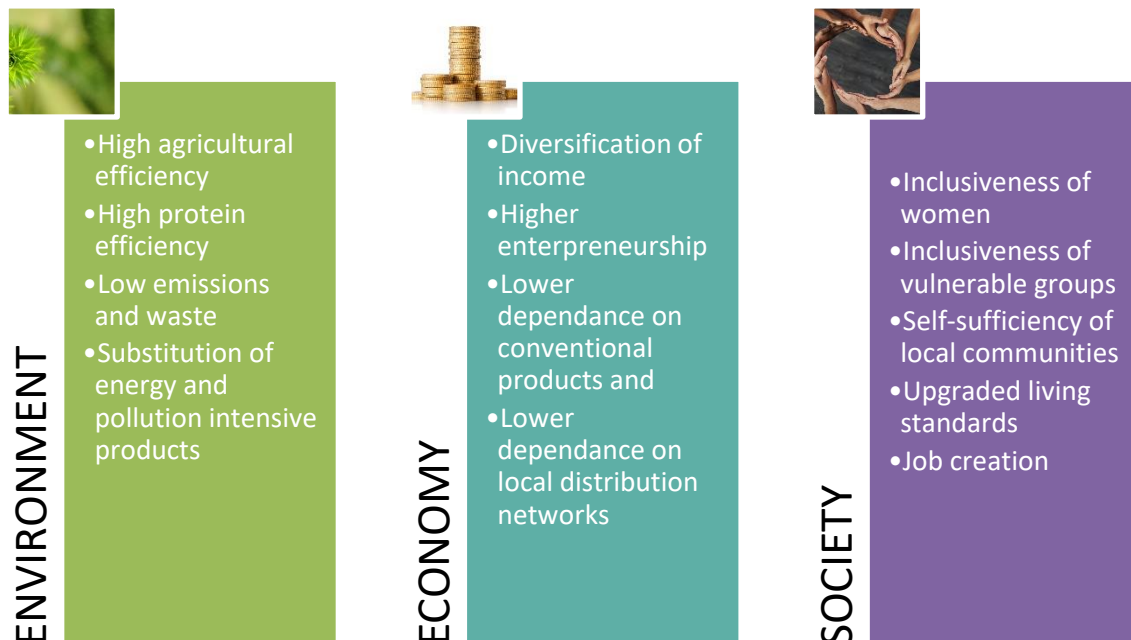 ENVIRONMENT
•High agricultural
efficiency
•High protein
efficiency
•Low emissions
and waste
•Substitution of
energy and
pollution intensive
products
ECONOMY
•Diversification of
income
•Higher
enterpreneurship
•Lower
dependance on
conventional
products and
•Lower
dependance on
local distribution
networks
SOCIETY
•Inclusiveness of
women
•Inclusiveness of
vulnerable groups
•Self-sufficiency of
local communities
•Upgraded living
standards
•Job creation